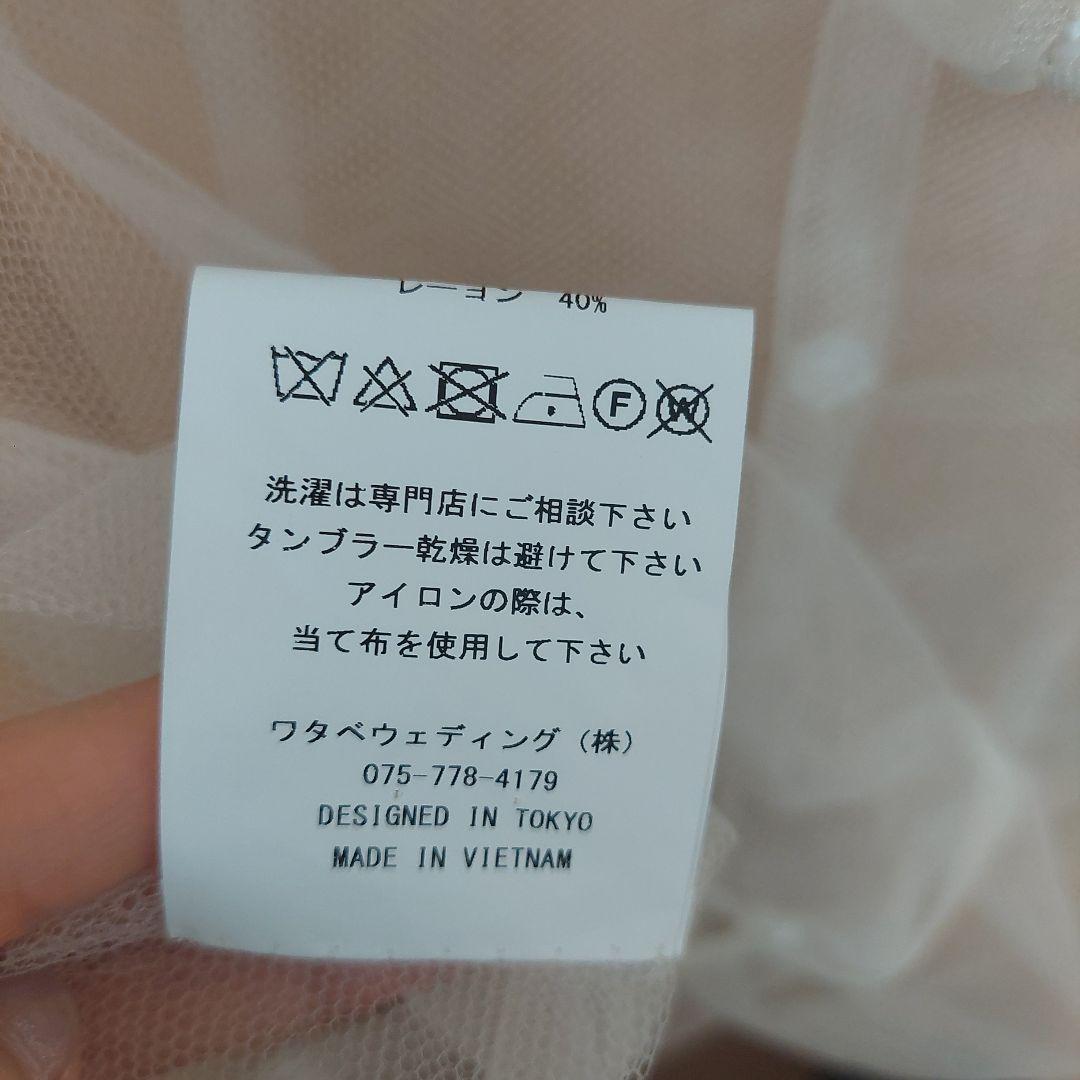 レーヨン 40%
F W
洗濯は専門店にご相談下さい
タンブラー乾燥は避けて下さい
アイロンの際は、
当て布を使用して下さい
ワタベウェディング（株）
075-778-4179
DESIGNED IN TOKYO
MADE IN VIETNAM